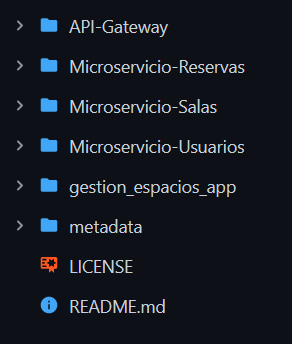 API-Gateway
Microservicio-Reservas
Microservicio-Salas
Microservicio-Usuarios
gestion_espacios_app
metadata
LICENSE
README.md